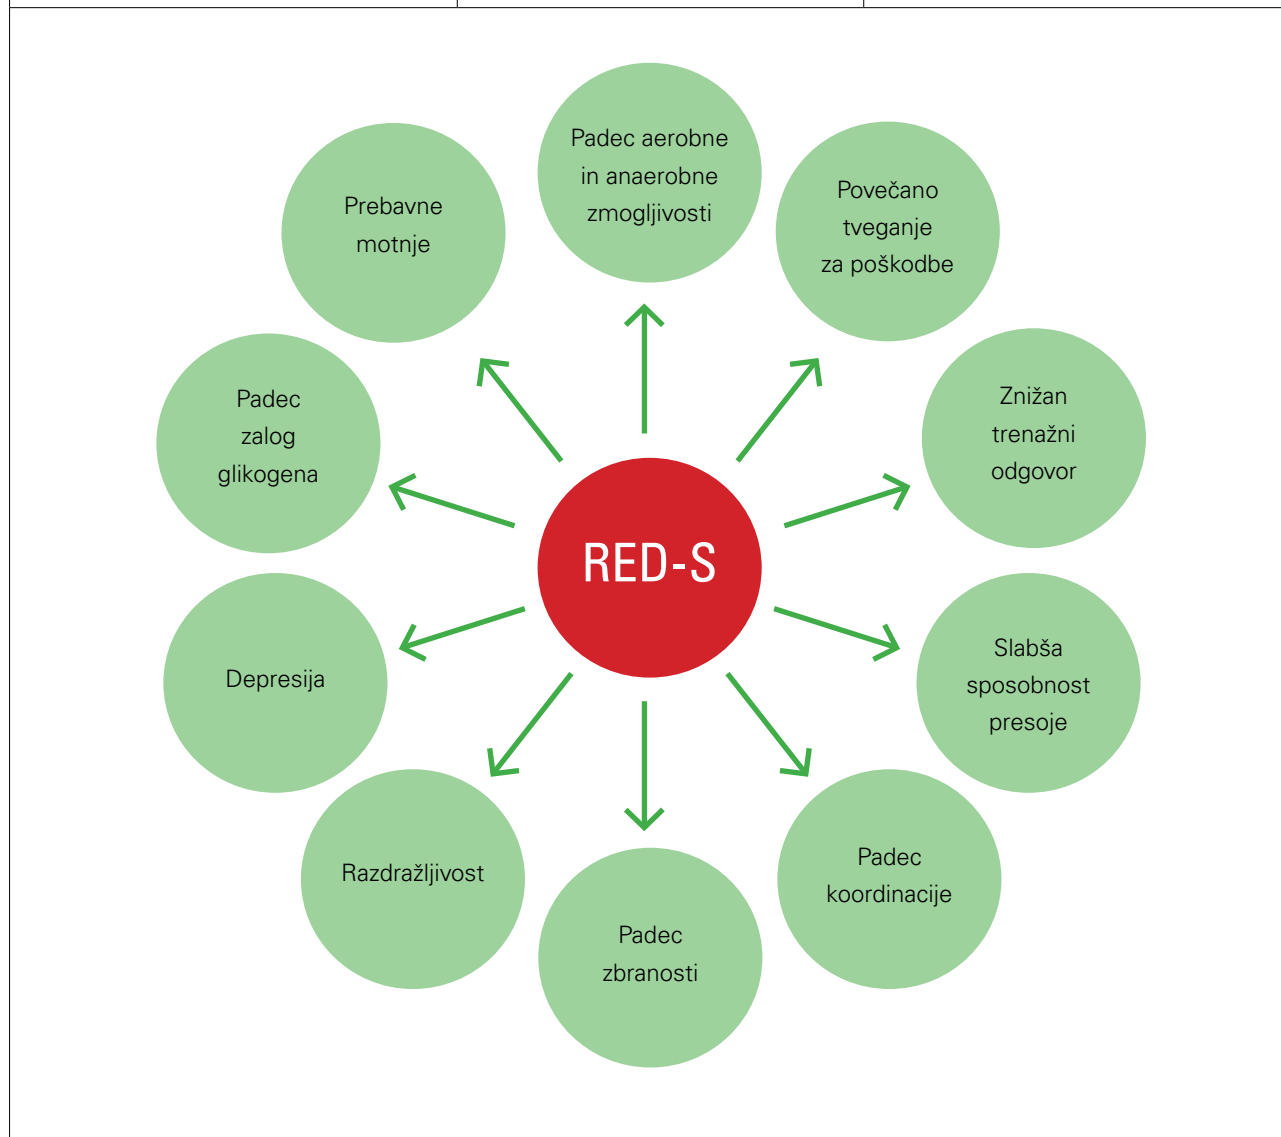 Padec aerobne
in anaerobne
zmogljivosti
Povečano
tveganje
za poškodbe
Znižan
trenažni
odgovor
Slabša
sposobnost
presoje
Padec
koordinacije
Padec
zbranosti
Razdražljivost
Depresija
Padec
zalog
glikogena
Prebavne
motnje
RED-S